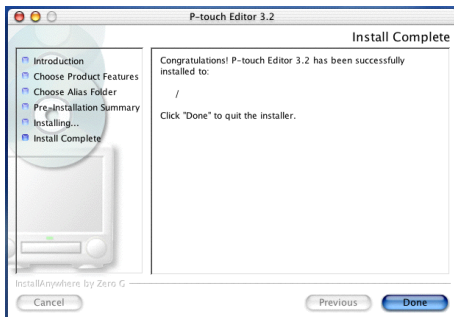 P-touch Editor 3.2
Install Complete
Introduction
Choose Product Features
Choose Alias Folder
Pre-Installation Summary
Installing...
Install Complete
Congratulations! P-touch Editor 3.2 has been successfully
installed to:
/
Click "Done" to quit the installer.
InstallAnywhere by Zero G
Cancel
Previous
Done